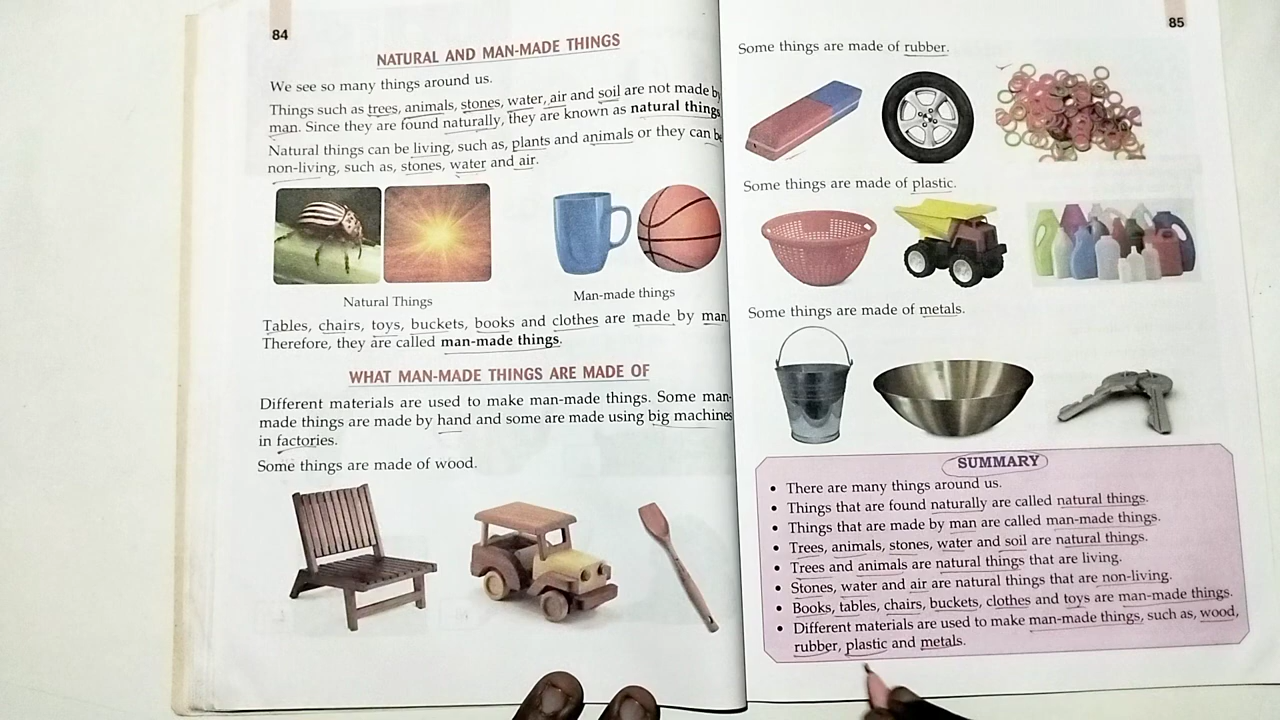 84
NATURAL AND MAN-MADE THINGS
We see so many things around us.
Things such as trees, animals, stones, water, air and soil are not made by
man. Since they are found naturally, they are known as natural things
Natural things can be living, such as, plants and animals or they can be
non-living, such as, stones, water and air.
Natural Things
Man-made things
Tables, chairs, toys, buckets, books and clothes are made by man
Therefore, they are called man-made things.
WHAT MAN-MADE THINGS ARE MADE OF
Different materials are used to make man-made things. Some man-
made things are made by hand and some are made using big machines
in factories.
Some things are made of wood.
85
Some things are made of rubber.
Some things are made of plastic.
Some things are made of metals.
SUMMARY
• There are many things around us.
• Things that are found naturally are called natural things.
• Things that are made by man are called man-made things.
• Trees, animals, stones, water and soil are natural things.
• Trees and animals are natural things that are living.
• Stones, water and air are natural things that are non-living.
• Books, tables, chairs, buckets, clothes and toys are man-made things.
• Different materials are used to make man-made things, such as, wood,
rubber, plastic and metals.